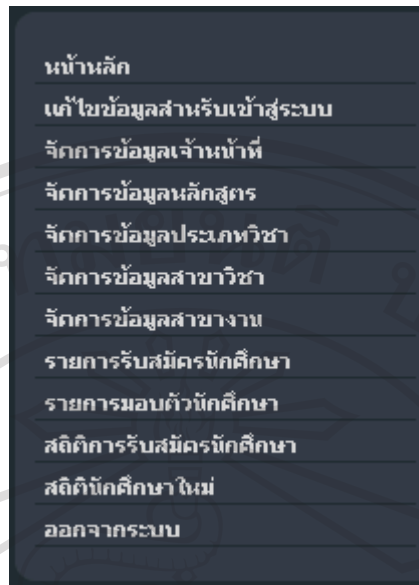 หน้าหลัก
แก้ไขข้อมูลสำหรับเข้าสู่ระบบ
จัดการข้อมูลเจ้าหน้าที่
จัดการข้อมูลหลักสูตร
จัดการข้อมูลประเภทวิชา
จัดการข้อมูลสาขาวิชา
จัดการข้อมูลสาขางาน
รายการรับสมัครนักศึกษา
รายการมอบตัวนักศึกษา
สถิติการรับสมัครนักศึกษา
สถิตินักศึกษาใหม่
ออกจากระบบ